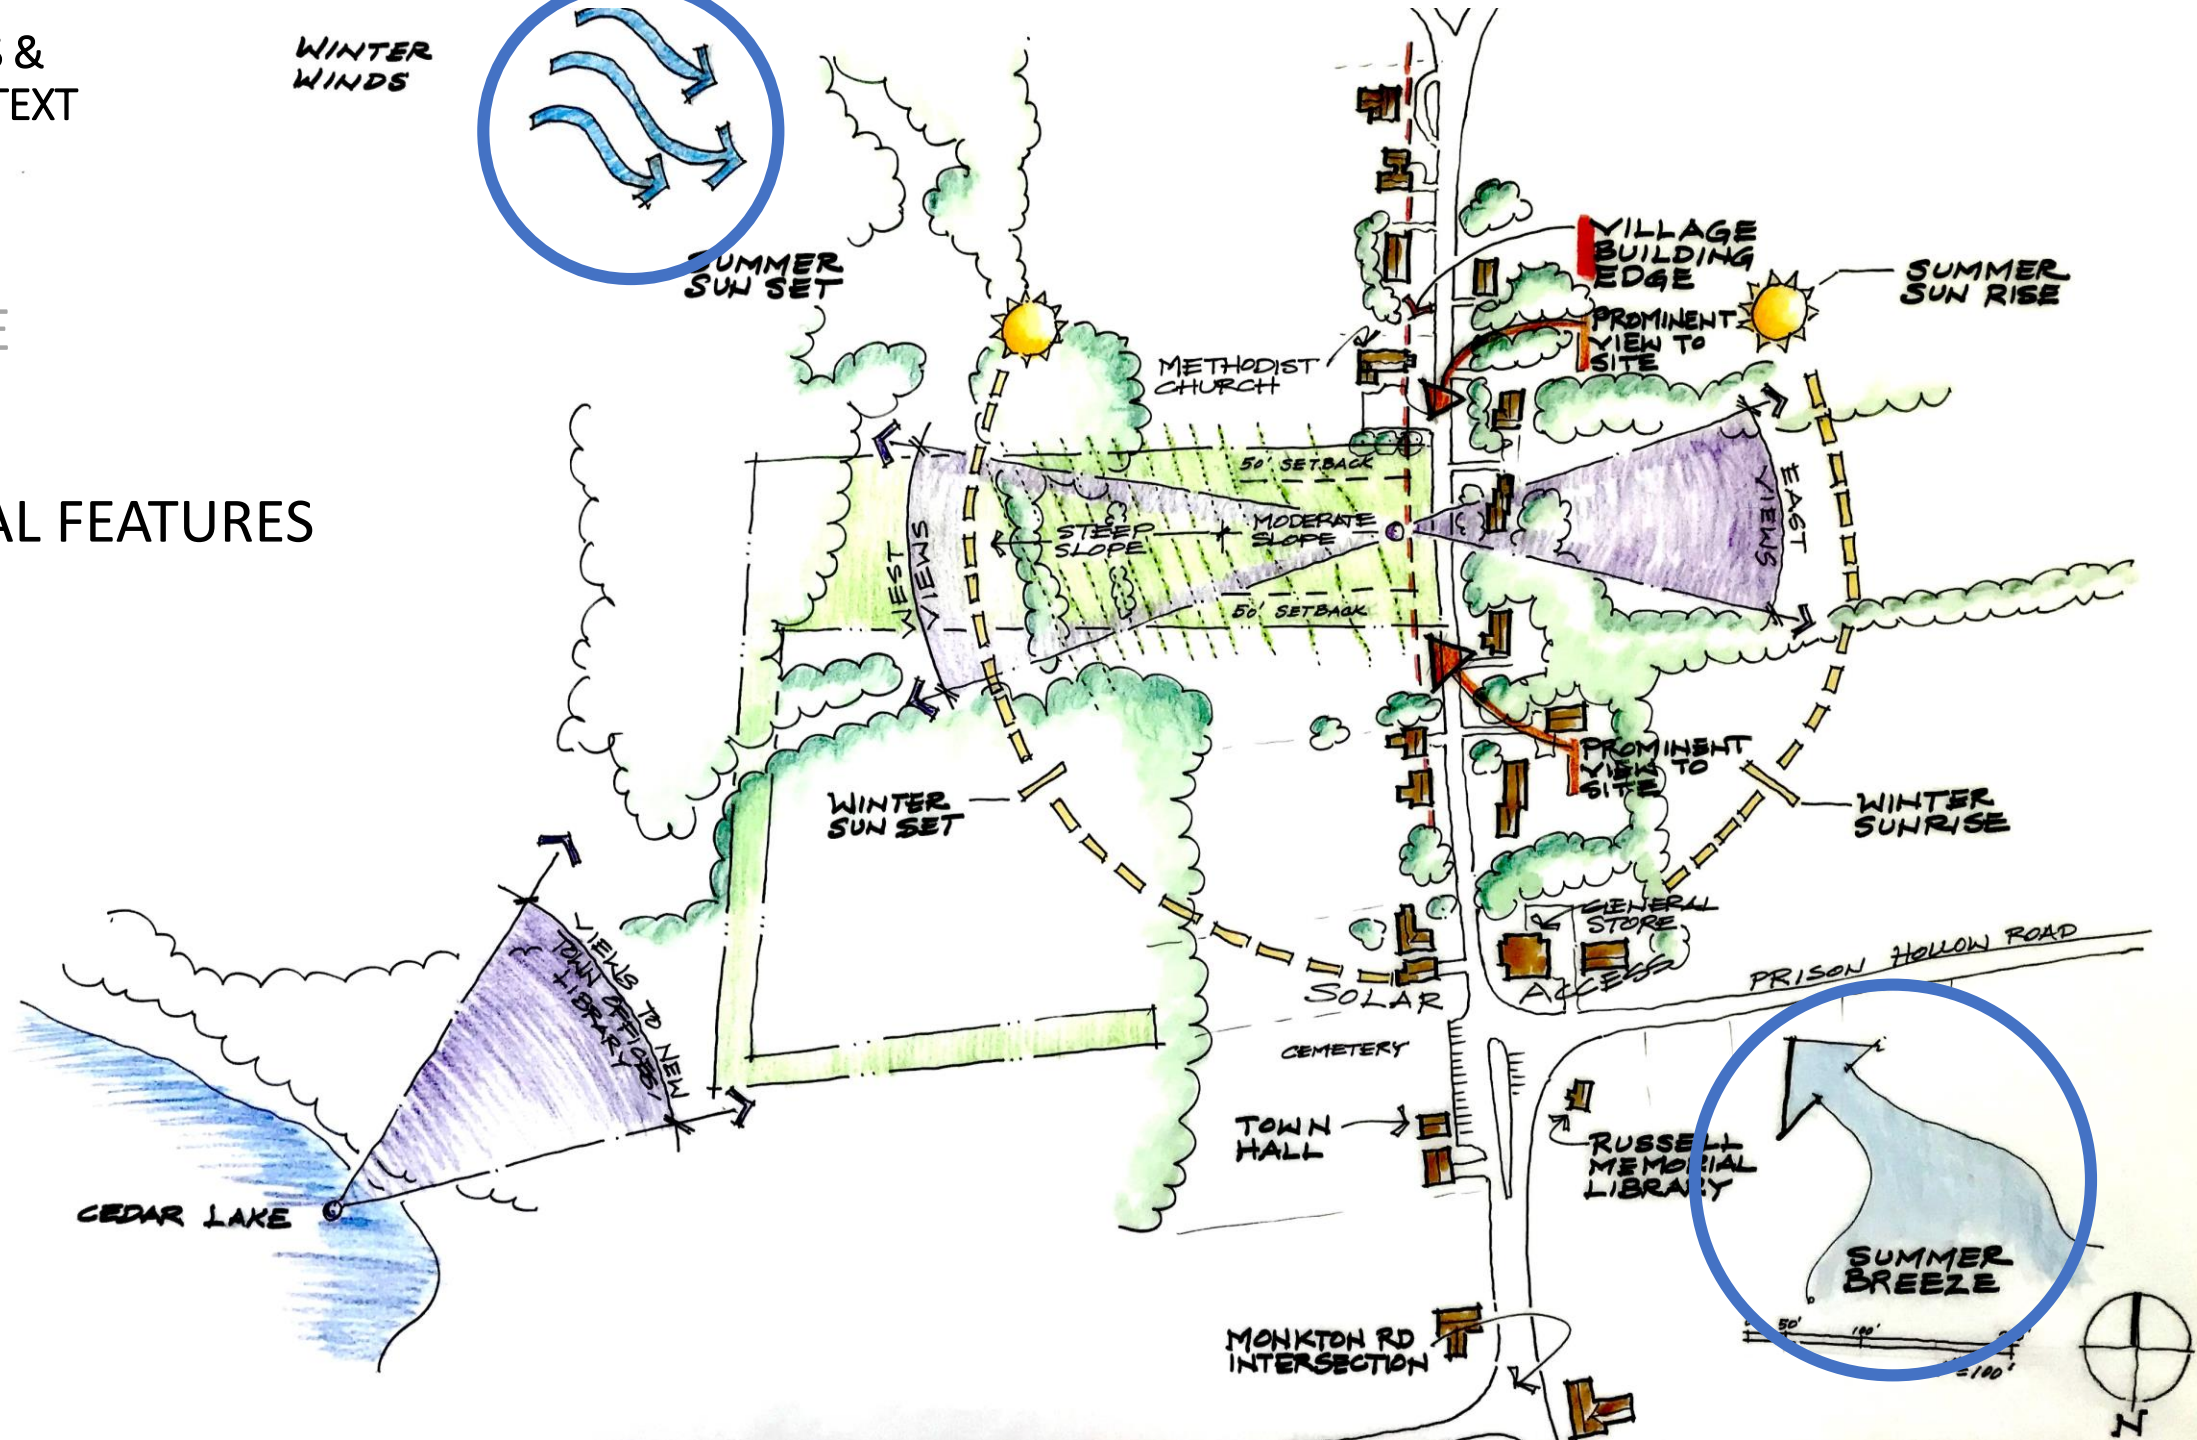 S &
TEXT
E
AL FEATURES
WINTER
WINDS
SUMMER
SUN SET
VILLAGE
BUILDING
EDGE
SUMMER
SUN RISE
PROMINENT
VIEW TO
SITE
METHODIST
CHURCH
50' SETBACK
STEEP
SLOPE
MODERATE
SLOPE
WEST
VIEWS
EAST
VIEWS
50' SETBACK
PROMINENT
VIEW TO
SITE
WINTER
SUN SET
WINTER
SUNRISE
GENERAL
STORE
SOLAR ACCESS
PRISON HOLLOW ROAD
VIEWS TO NEW
TOWN OFFICES/
LIBRARY
CEMETERY
TOWN
HALL
RUSSELL
MEMORIAL
LIBRARY
CEDAR LAKE
SUMMER
BREEZE
MONKTON RD
INTERSECTION
50' 100'
=100'
N